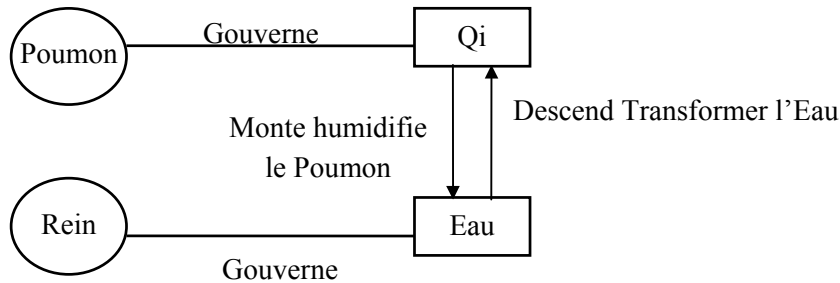 Poumon
Gouverne
Qi
Monte humidifie
le Poumon
Descend Transformer l’Eau
Rein
Eau
Gouverne